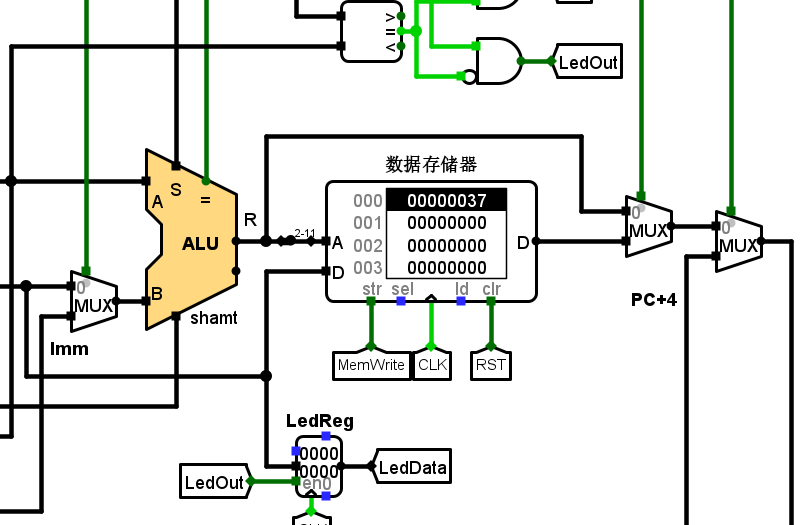 >
=
<
LedOut
数据存储器
S
=
A
R
ALU
B
shamt
2-11
A
D
000 00000037
001 00000000
002 00000000
003 00000000
D
str sel ld clr
0
MUX
0
MUX
PC+4
0
MUX
Imm
MemWrite
CLK
RST
LedReg
0000
0000
en0
LedOut
LedData